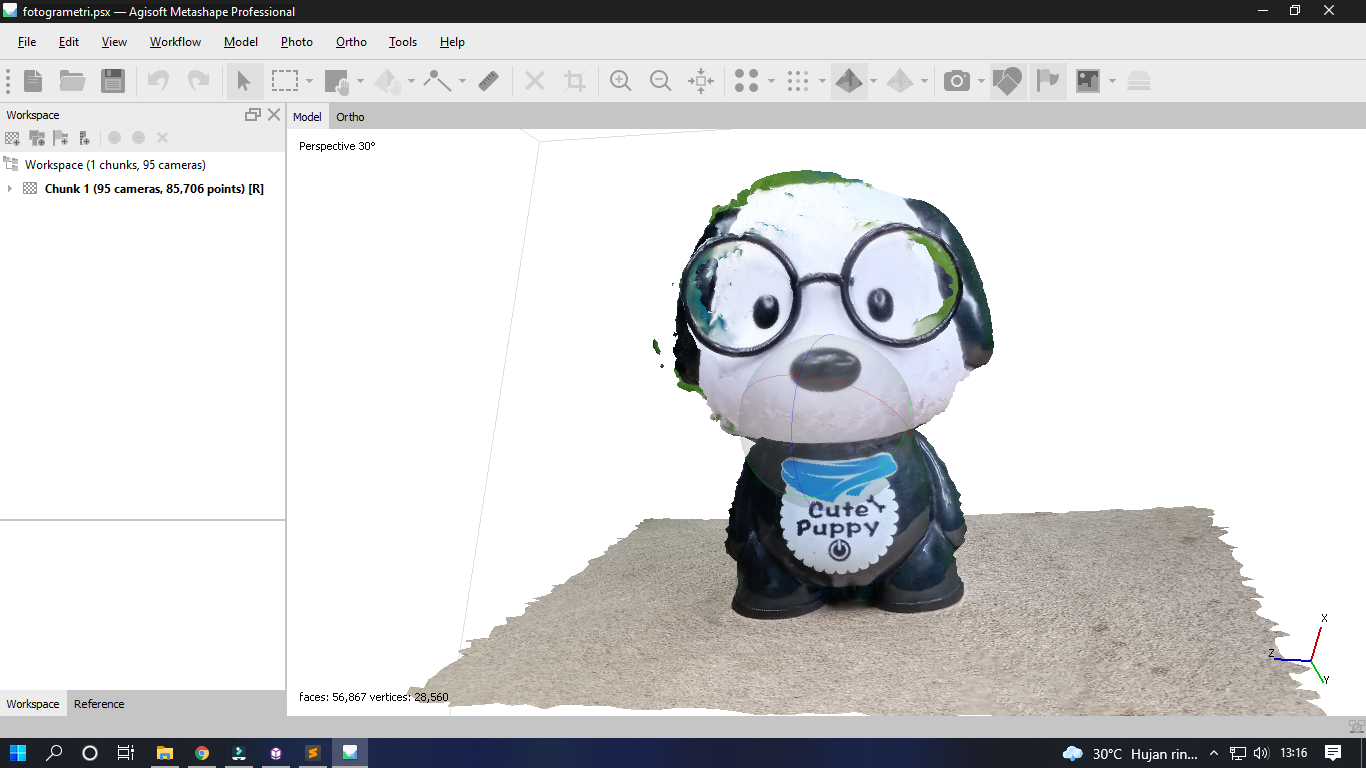 fotogrametri.psx — Agisoft Metashape Professional
File Edit View Workflow Model Photo Ortho Tools Help
Workspace
Model Ortho
Perspective 30°
Workspace (1 chunks, 95 cameras)
Chunk 1 (95 cameras, 85,706 points) [R]
Cute
Puppy
X
Z
Y
faces: 56,867 vertices: 28,560
Workspace Reference
30°C Hujan rin... 13:16